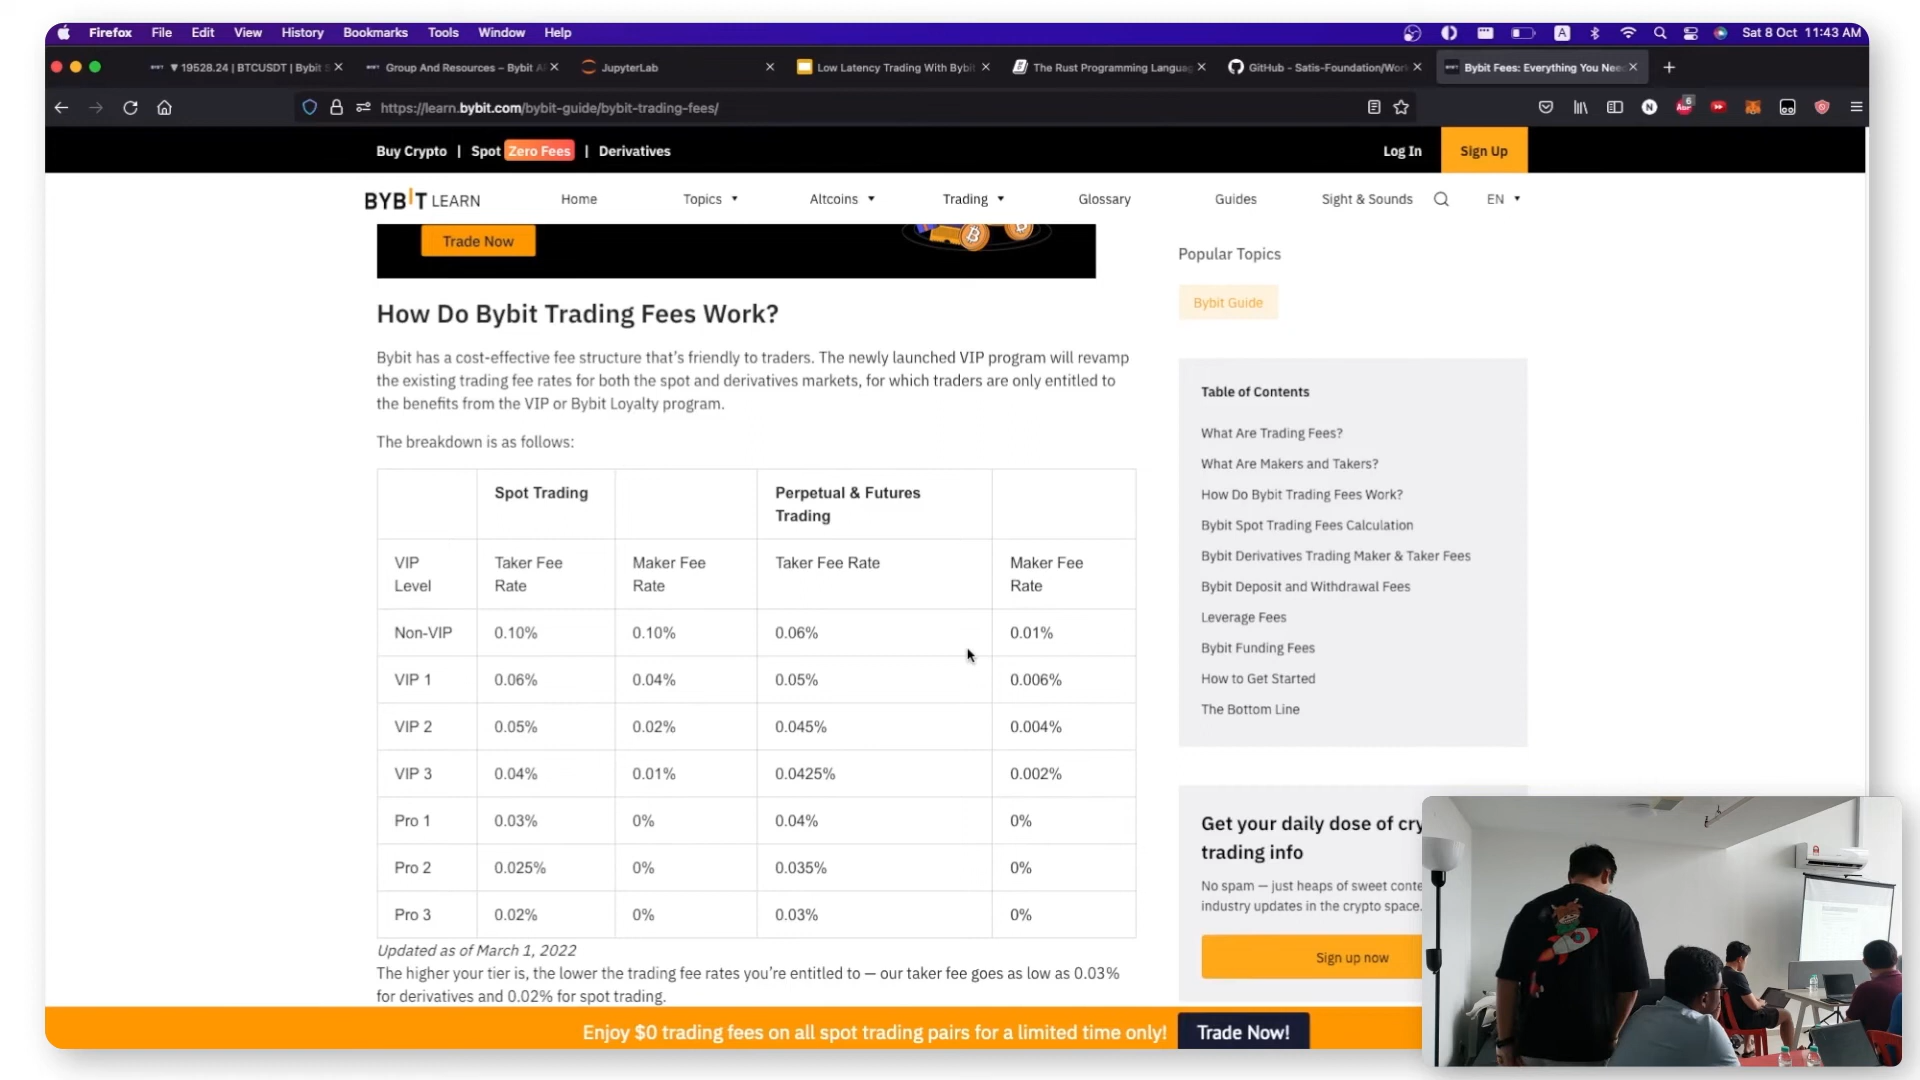 Firefox File Edit View History Bookmarks Tools Window Help
A Sat 8 Oct 11:43 AM
▼ 19528.24 | BTCUSDT | Bybit S
Group And Resources – Bybit A
JupyterLab
Low Latency Trading With Bybit
The Rust Programming Languag
GitHub - Satis-Foundation/Wor
Bybit Fees: Everything You Nee
https://learn.bybit.com/bybit-guide/bybit-trading-fees/
N
6
Buy Crypto | Spot Zero Fees | Derivatives
Log In Sign Up
BYBIT LEARN Home Topics Altcoins Trading Glossary Guides Sight & Sounds EN
Trade Now
How Do Bybit Trading Fees Work?
Bybit has a cost-effective fee structure that’s friendly to traders. The newly launched VIP program will revamp
the existing trading fee rates for both the spot and derivatives markets, for which traders are only entitled to
the benefits from the VIP or Bybit Loyalty program.
The breakdown is as follows:
Spot Trading Perpetual & Futures
Trading
VIP
Level
Taker Fee
Rate
Maker Fee
Rate
Taker Fee Rate
Maker Fee
Rate
Non-VIP 0.10% 0.10% 0.06% 0.01%
VIP 1 0.06% 0.04% 0.05% 0.006%
VIP 2 0.05% 0.02% 0.045% 0.004%
VIP 3 0.04% 0.01% 0.0425% 0.002%
Pro 1 0.03% 0% 0.04% 0%
Pro 2 0.025% 0% 0.035% 0%
Pro 3 0.02% 0% 0.03% 0%
Updated as of March 1, 2022
The higher your tier is, the lower the trading fee rates you’re entitled to — our taker fee goes as low as 0.03%
for derivatives and 0.02% for spot trading.
Popular Topics
Bybit Guide
Table of Contents
What Are Trading Fees?
What Are Makers and Takers?
How Do Bybit Trading Fees Work?
Bybit Spot Trading Fees Calculation
Bybit Derivatives Trading Maker & Taker Fees
Bybit Deposit and Withdrawal Fees
Leverage Fees
Bybit Funding Fees
How to Get Started
The Bottom Line
Get your daily dose of cry
trading info
No spam — just heaps of sweet conte
industry updates in the crypto space.
Sign up now
Enjoy $0 trading fees on all spot trading pairs for a limited time only! Trade Now!